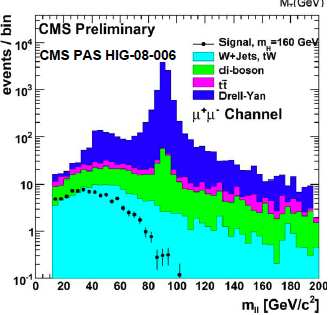 M_T(GeV)
CMS Preliminary
CMS PAS HIG-08-006
Signal, m_H=160 GeV
W+Jets, tW
di-boson
tt̄
Drell-Yan
μ⁺μ⁻ Channel
events / bin
10⁴
10³
10²
10
1
10⁻¹
0 20 40 60 80 100 120 140 160 180 200
m_ll [GeV/c²]